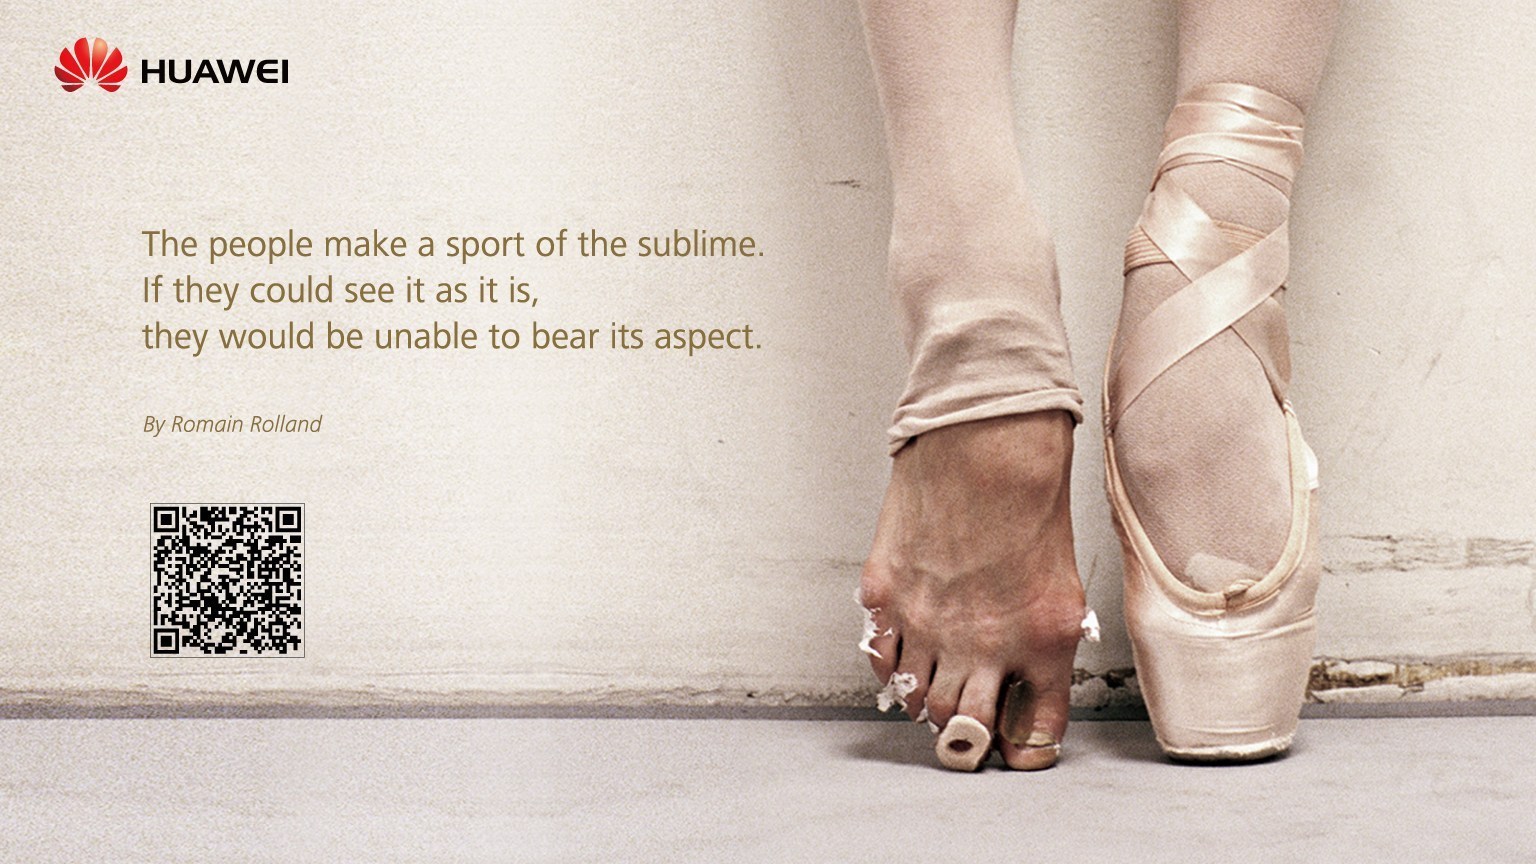 HUAWEI
The people make a sport of the sublime.
If they could see it as it is,
they would be unable to bear its aspect.
By Romain Rolland